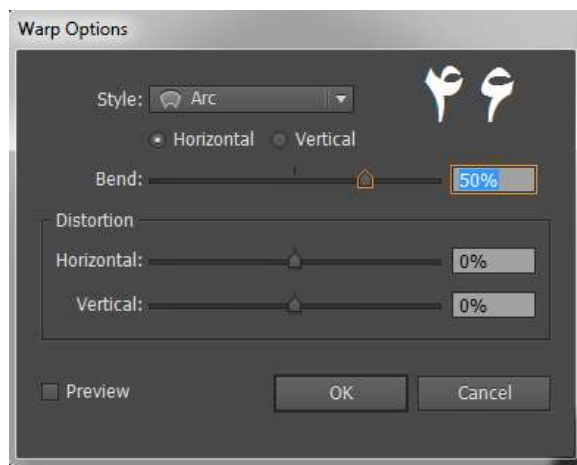 Warp Options
Style: Arc
۴۶
Horizontal Vertical
Bend: 50%
Distortion
Horizontal: 0%
Vertical: 0%
Preview OK Cancel